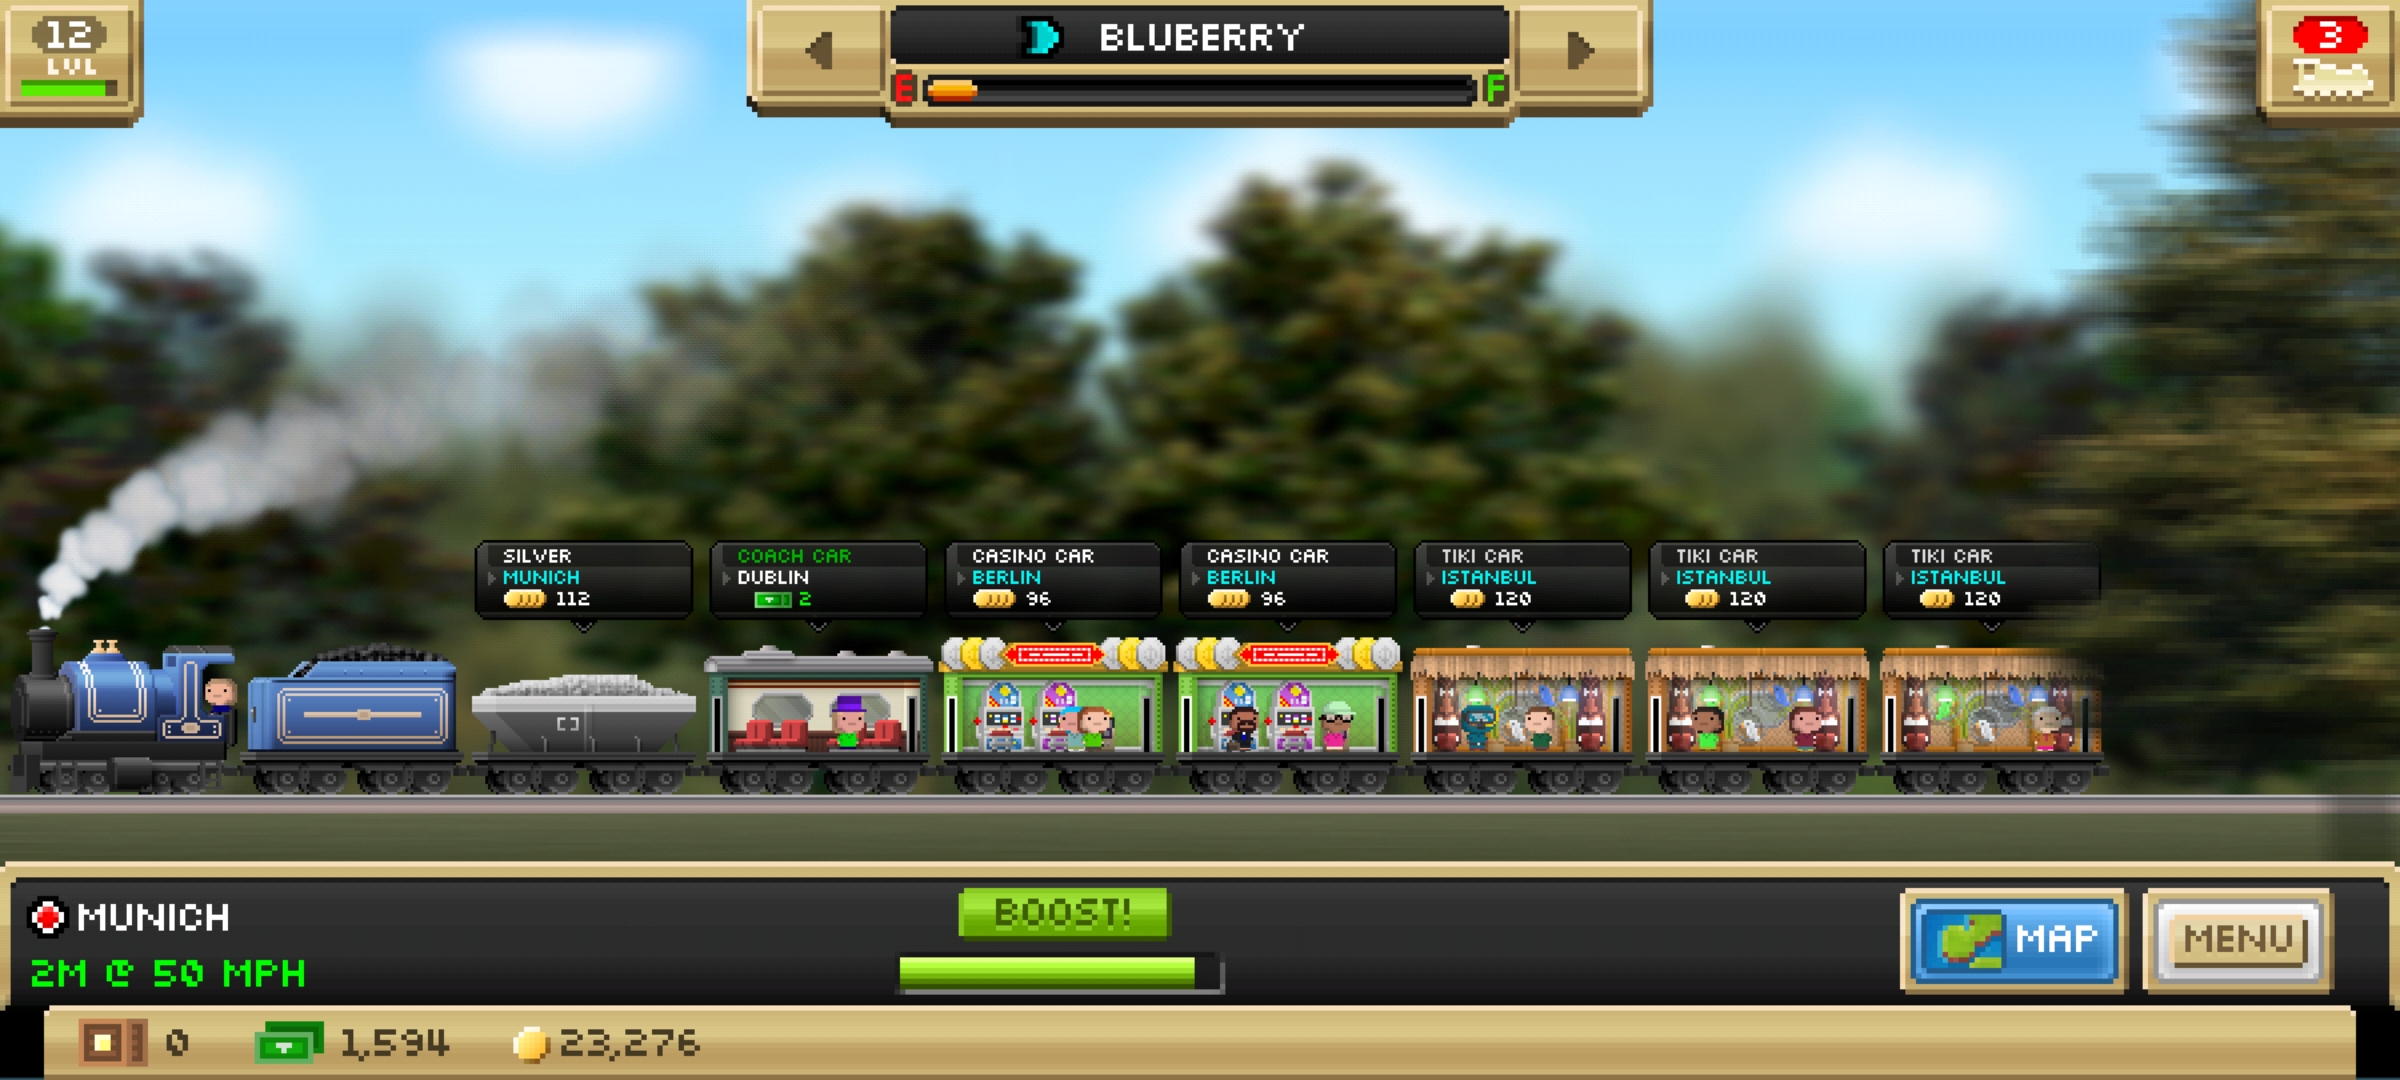 12
LVL
BLUBERRY
E F
3
SILVER
MUNICH
112
COACH CAR
DUBLIN
2
CASINO CAR
BERLIN
96
CASINO CAR
BERLIN
96
TIKI CAR
ISTANBUL
120
TIKI CAR
ISTANBUL
120
TIKI CAR
ISTANBUL
120
MUNICH
2M @ 50 MPH
BOOST!
MAP
MENU
0 1,594 23,276